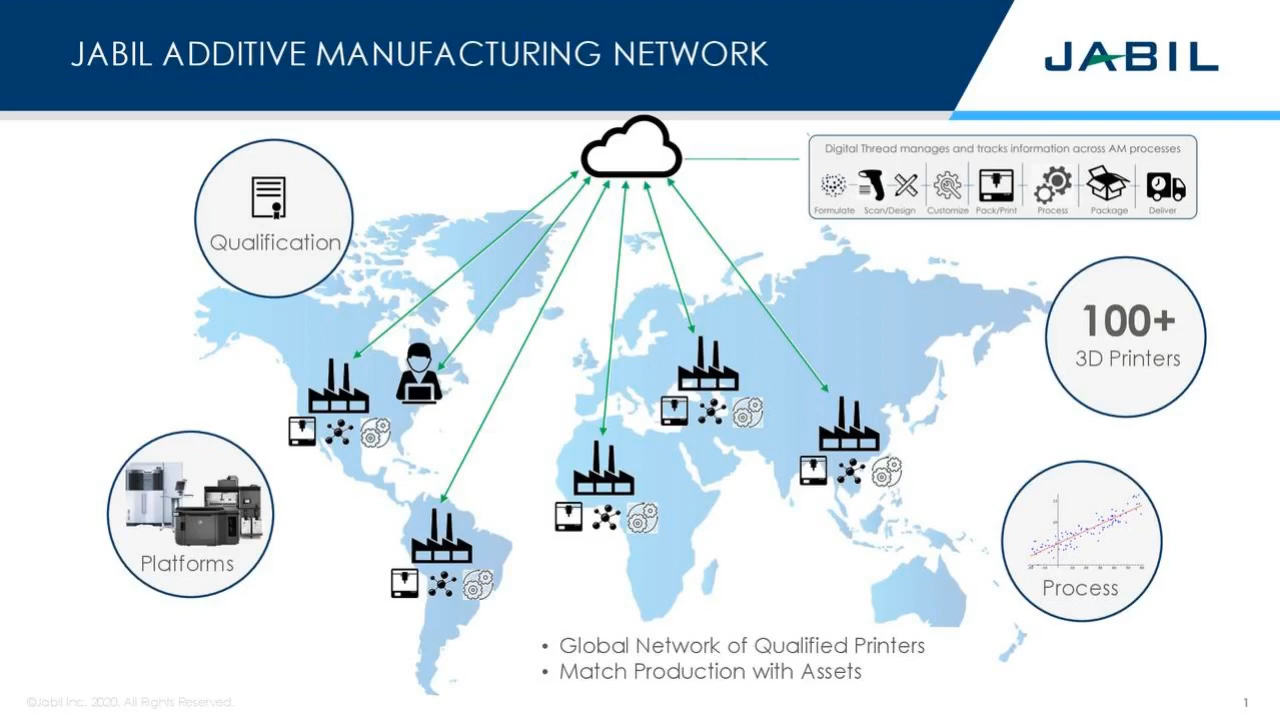 JABIL ADDITIVE MANUFACTURING NETWORK
JABIL
Digital Thread manages and tracks information across AM processes
Formulate Scan/Design Customize Pack/Print Process Package Deliver
Qualification
100+
3D Printers
Platforms
Process
• Global Network of Qualified Printers
• Match Production with Assets
©Jabil Inc. 2020. All Rights Reserved.
1